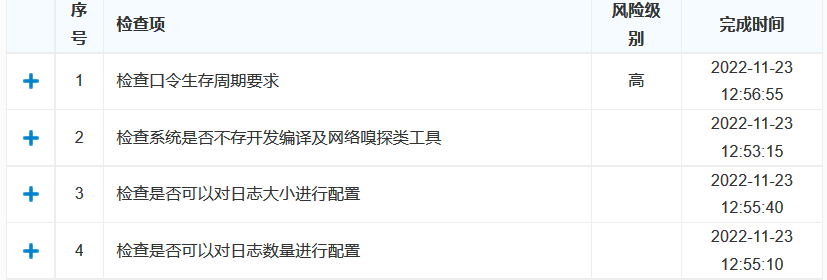 序号 检查项 风险级别 完成时间
1 检查口令生存周期要求 高 2022-11-23 12:56:55
2 检查系统是否不存开发编译及网络嗅探类工具 2022-11-23 12:53:15
3 检查是否可以对日志大小进行配置 2022-11-23 12:55:40
4 检查是否可以对日志数量进行配置 2022-11-23 12:55:10